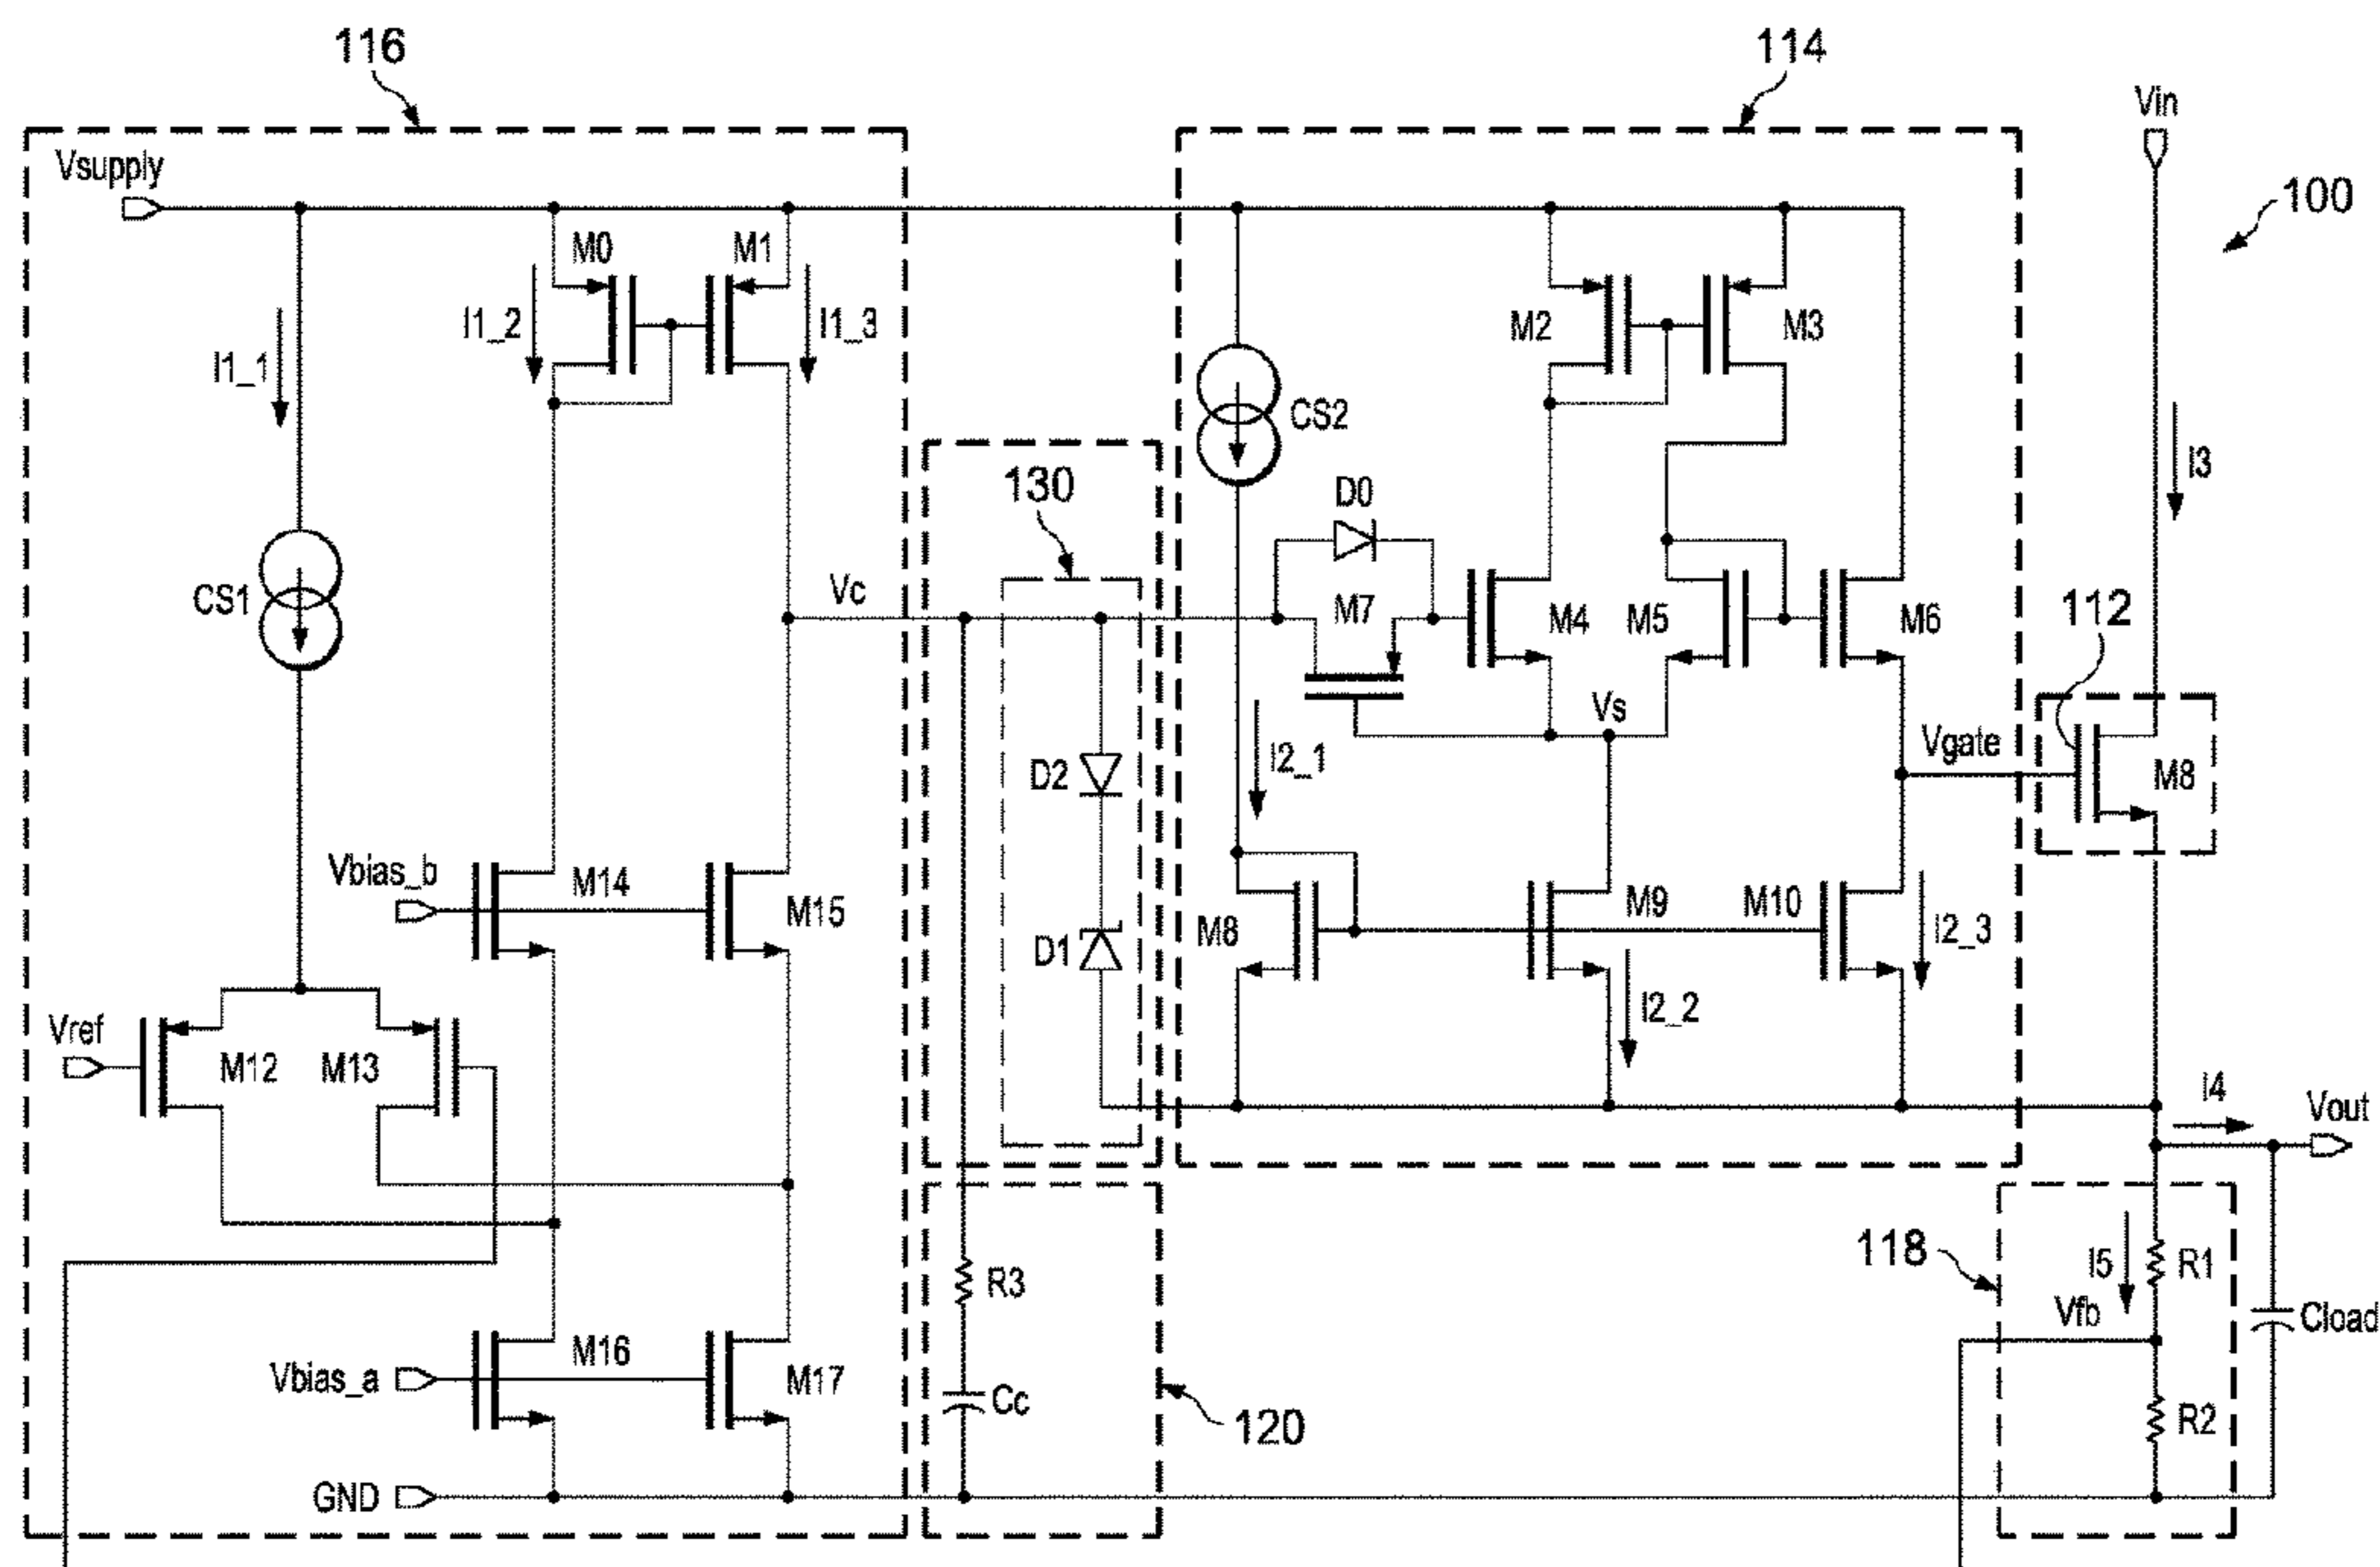 116
114
Vin
Vsupply
100
M0
M1
I1_2
I1_3
M2
M3
I1_1
CS2
I3
130
D0
CS1
Vc
M7
M4
M5
M6
112
Vs
Vgate
I2_1
D2
M8
Vbias_b
M14
M15
M8
M9
M10
D1
I2_3
I2_2
Vref
M12
M13
I4
Vout
118
I5
R1
R3
Vfb
Cload
M16
Vbias_a
M17
Cc
120
R2
GND